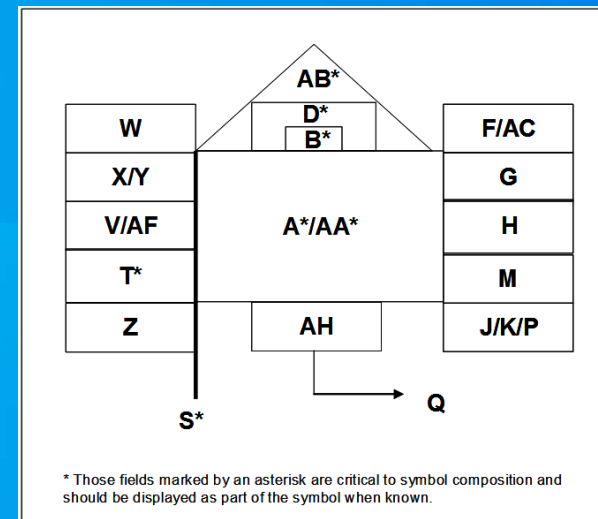 AB*
D*
B*
W
F/AC
X/Y
G
V/AF
A*/AA*
H
T*
M
Z
AH
J/K/P
Q
S*
* Those fields marked by an asterisk are critical to symbol composition and
should be displayed as part of the symbol when known.